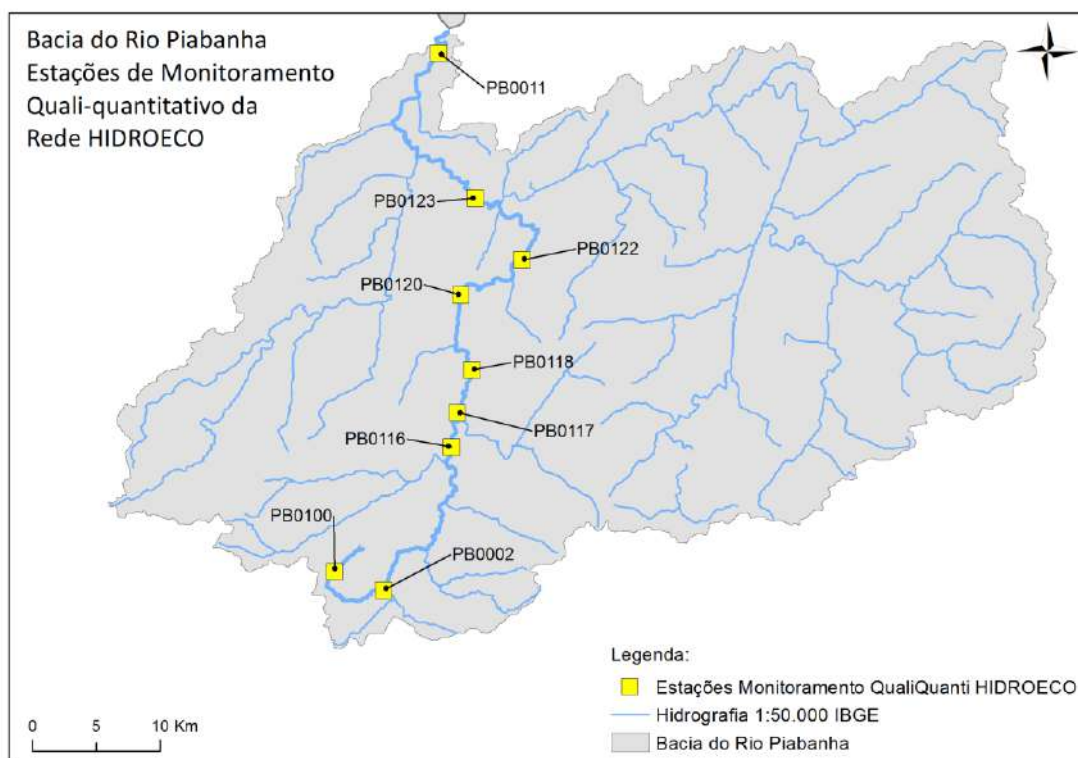 Bacia do Rio Piabanha
Estações de Monitoramento
Quali-quantitativo da
Rede HIDROECO
PB0011
PB0123
PB0122
PB0120
PB0118
PB0117
PB0116
PB0100
PB0002
Legenda:
Estações Monitoramento QualiQuanti HIDROECO
Hidrografia 1:50.000 IBGE
Bacia do Rio Piabanha
0 5 10 Km